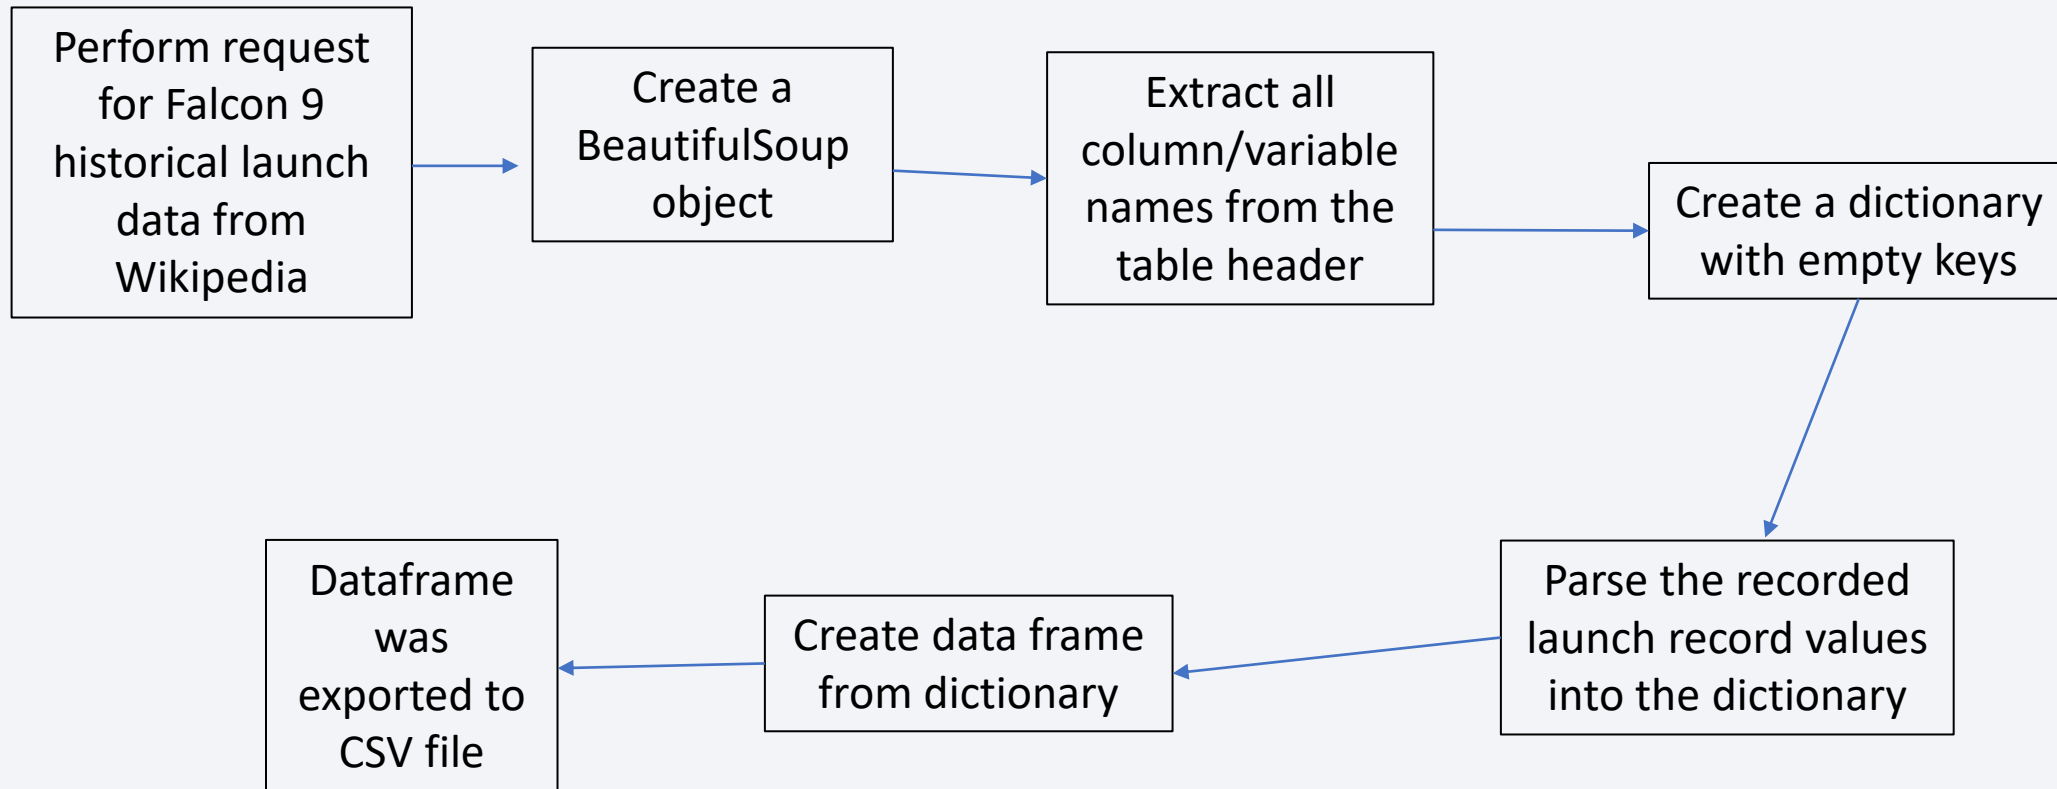 Perform request
for Falcon 9
historical launch
data from
Wikipedia
Create a
BeautifulSoup
object
Extract all
column/variable
names from the
table header
Create a dictionary
with empty keys
Parse the recorded
launch record values
into the dictionary
Create data frame
from dictionary
Dataframe
was
exported to
CSV file